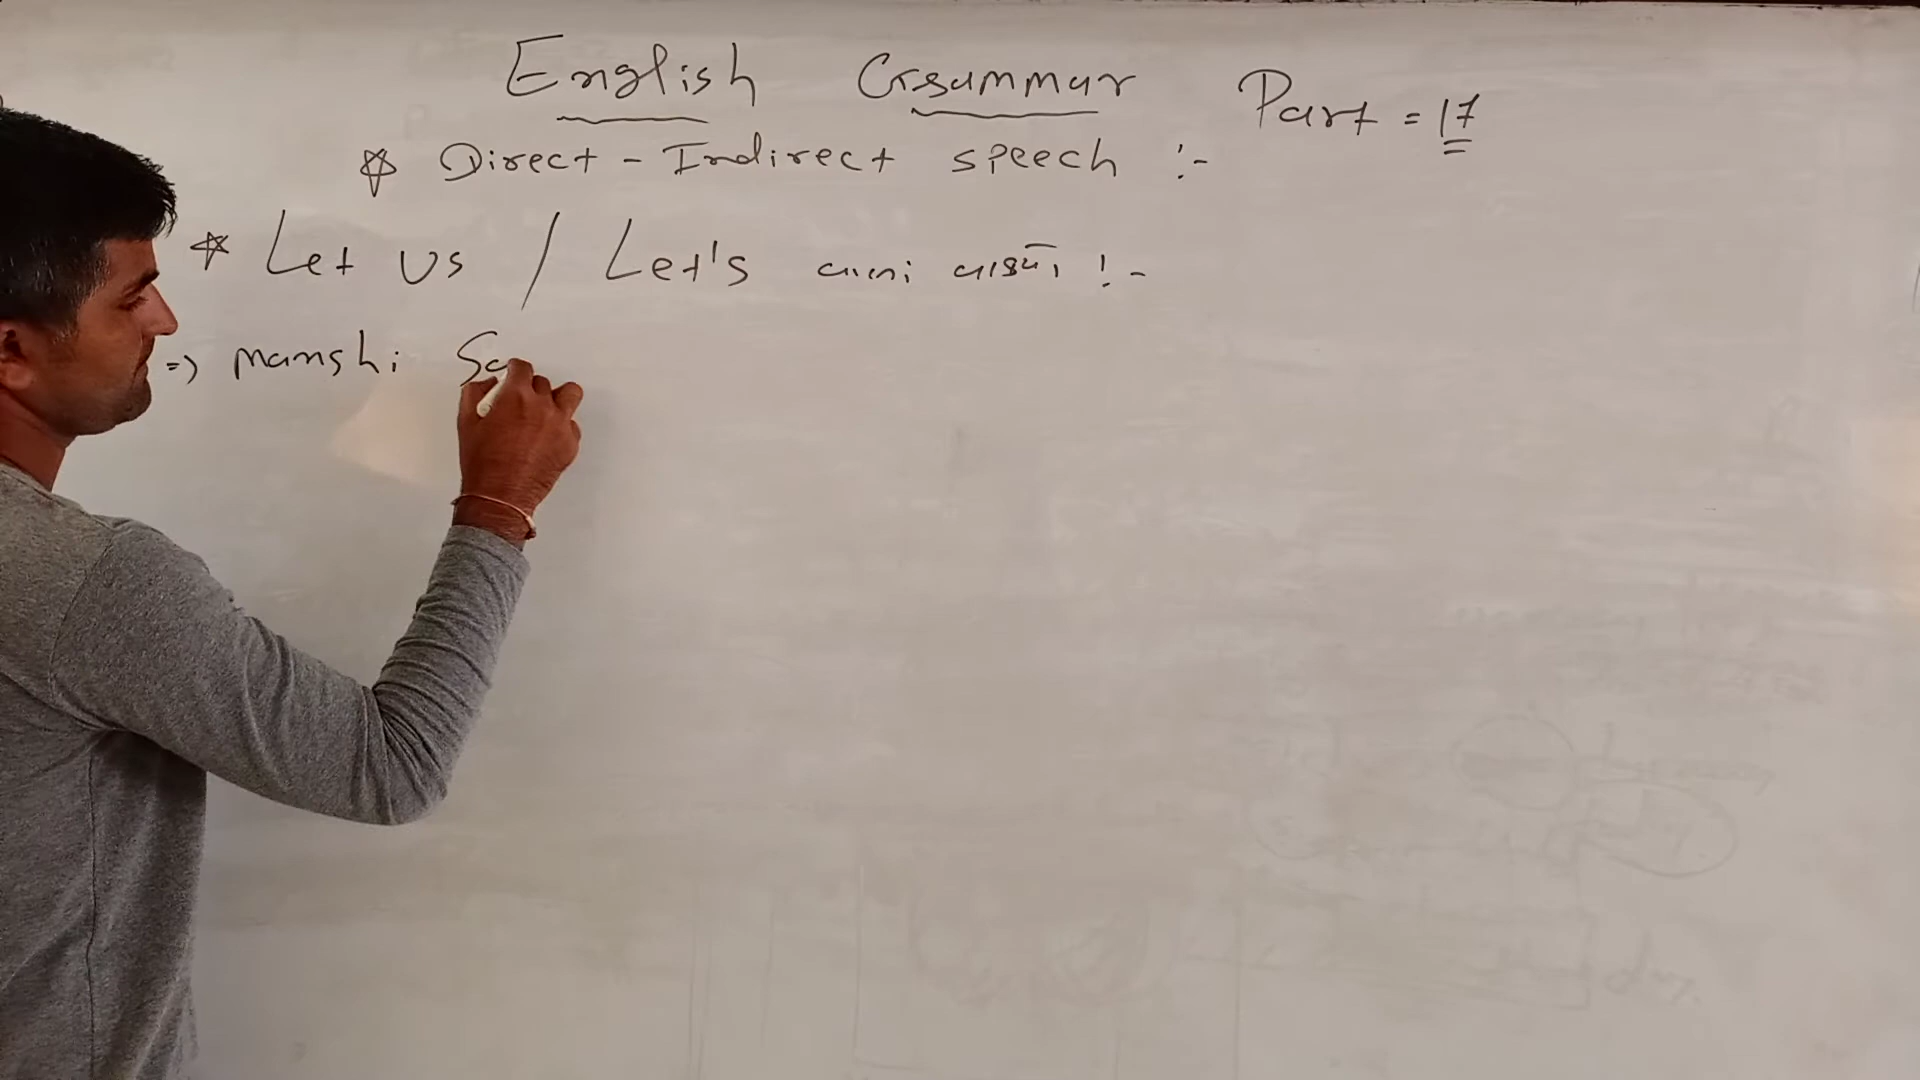 English Grammar Part = 17
☆ Direct - Indirect speech :-
☆ Let us / Let's વાળા વાક્યો :-
=> manshi Sa